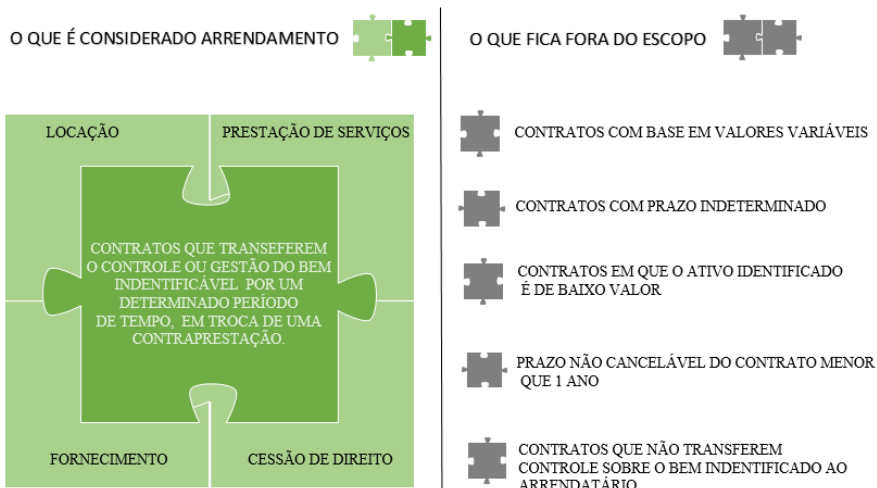 O QUE É CONSIDERADO ARRENDAMENTO
LOCAÇÃO
PRESTAÇÃO DE SERVIÇOS
CONTRATOS QUE TRANSEFEREM
O CONTROLE OU GESTÃO DO BEM
INDENTIFICÁVEL POR UM
DETERMINADO PERÍODO
DE TEMPO, EM TROCA DE UMA
CONTRAPRESTAÇÃO.
FORNECIMENTO
CESSÃO DE DIREITO
O QUE FICA FORA DO ESCOPO
CONTRATOS COM BASE EM VALORES VARIÁVEIS
CONTRATOS COM PRAZO INDETERMINADO
CONTRATOS EM QUE O ATIVO IDENTIFICADO
É DE BAIXO VALOR
PRAZO NÃO CANCELÁVEL DO CONTRATO MENOR
QUE 1 ANO
CONTRATOS QUE NÃO TRANSFEREM
CONTROLE SOBRE O BEM INDENTIFICADO AO
ARRENDATÁRIO